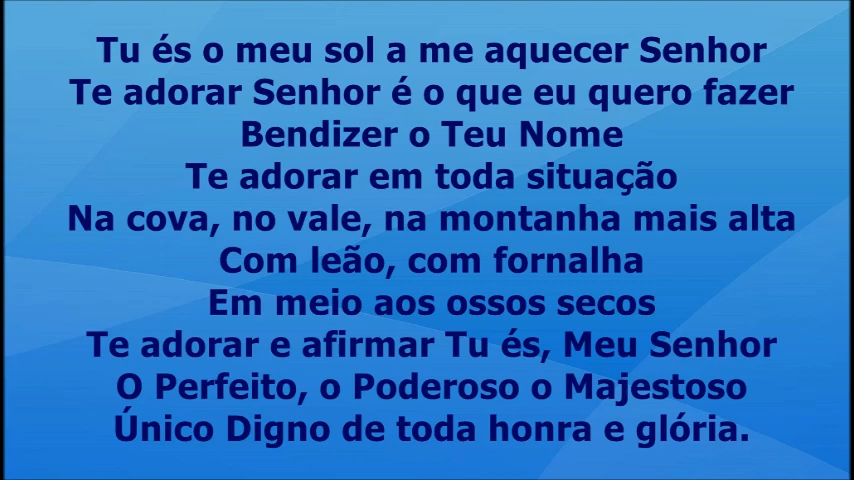 Tu és o meu sol a me aquecer Senhor
Te adorar Senhor é o que eu quero fazer
Bendizer o Teu Nome
Te adorar em toda situação
Na cova, no vale, na montanha mais alta
Com leão, com fornalha
Em meio aos ossos secos
Te adorar e afirmar Tu és, Meu Senhor
O Perfeito, o Poderoso o Majestoso
Único Digno de toda honra e glória.